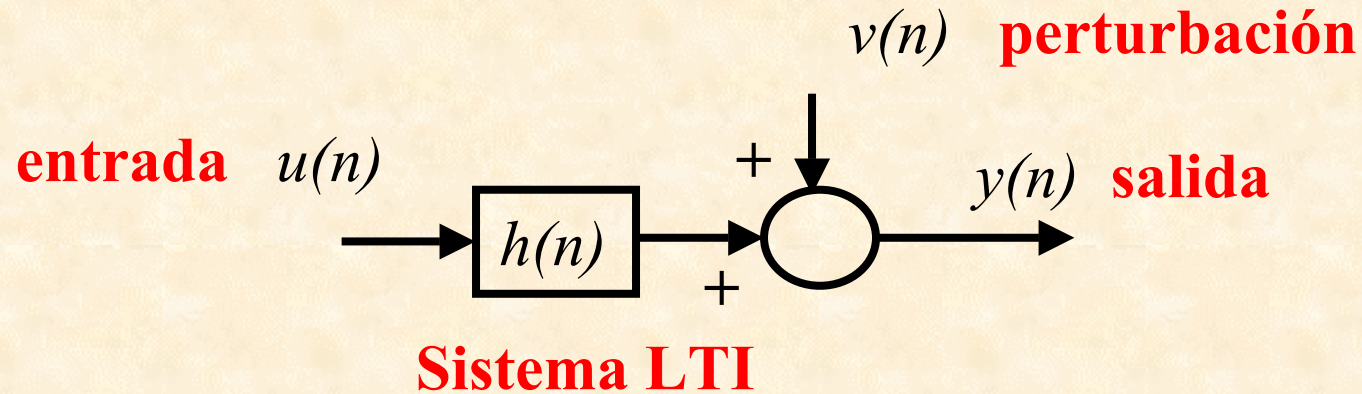 v(n) perturbación
entrada u(n)
+
y(n) salida
h(n)
+
Sistema LTI